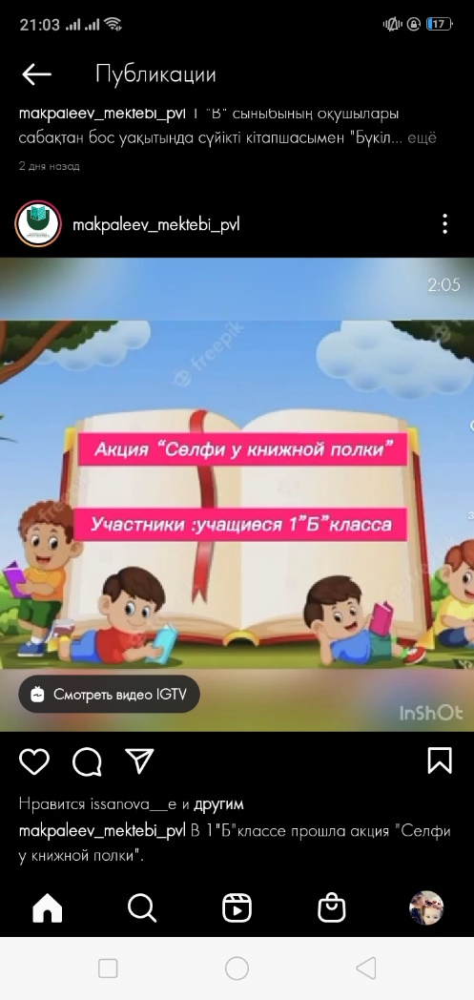 21:03
17
Публикации
makpaleev_mektebi_pvl 1 "В" сыныбының оқушылары
сабақтан бос уақытында сүйікті кітапшасымен "Бүкіл... ещё
2 дня назад
makpaleev_mektebi_pvl
2:05
freepik
Акция “Селфи у книжной полки”
Участники :учащиеся 1”Б”класса
Смотреть видео IGTV
InShOt
Нравится issanova__e и другим
makpaleev_mektebi_pvl В 1"Б"классе прошла акция "Селфи
у книжной полки".